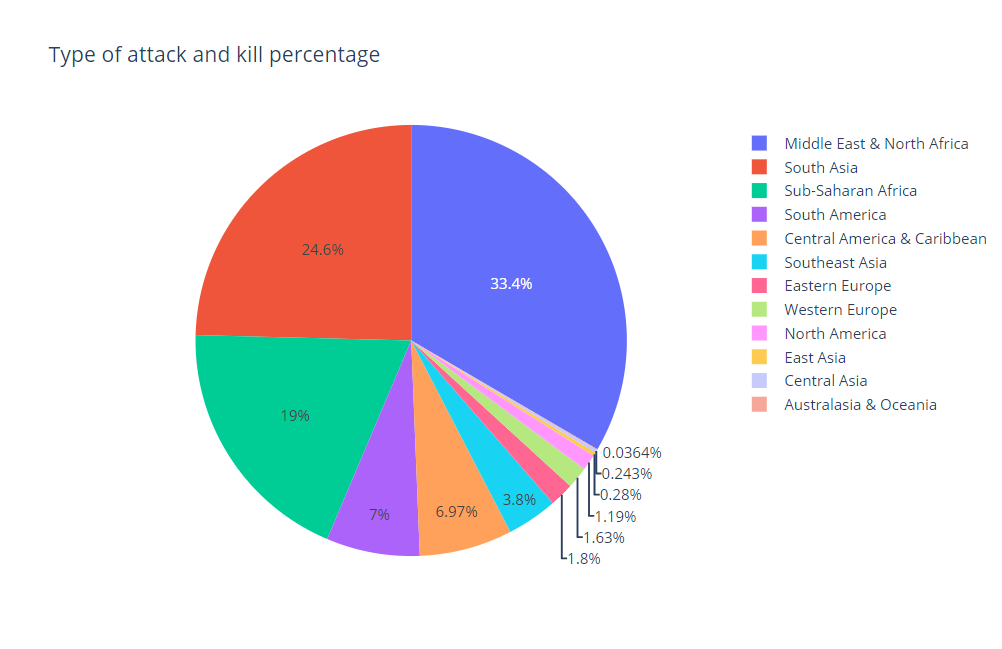 Type of attack and kill percentage
Middle East & North Africa
South Asia
Sub-Saharan Africa
South America
Central America & Caribbean
Southeast Asia
Eastern Europe
Western Europe
North America
East Asia
Central Asia
Australasia & Oceania
24.6%
33.4%
19%
7%
6.97%
3.8%
0.0364%
0.243%
0.28%
1.19%
1.63%
1.8%